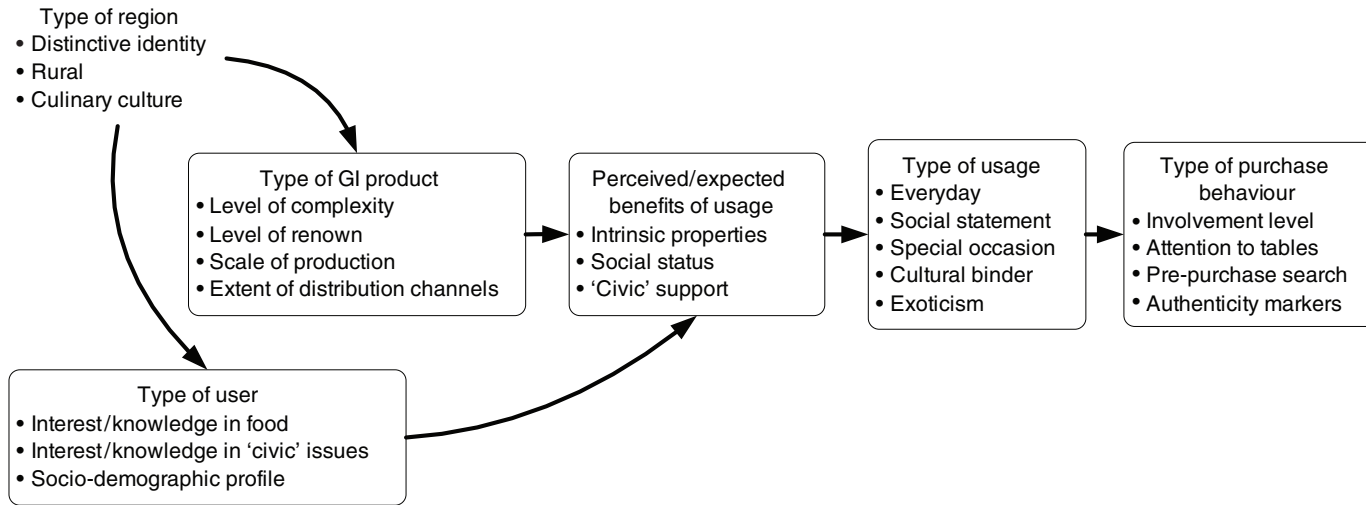 Type of region
• Distinctive identity
• Rural
• Culinary culture
Type of GI product
• Level of complexity
• Level of renown
• Scale of production
• Extent of distribution channels
Perceived/expected
benefits of usage
• Intrinsic properties
• Social status
• ‘Civic’ support
Type of usage
• Everyday
• Social statement
• Special occasion
• Cultural binder
• Exoticism
Type of purchase
behaviour
• Involvement level
• Attention to tables
• Pre-purchase search
• Authenticity markers
Type of user
• Interest/knowledge in food
• Interest/knowledge in ‘civic’ issues
• Socio-demographic profile